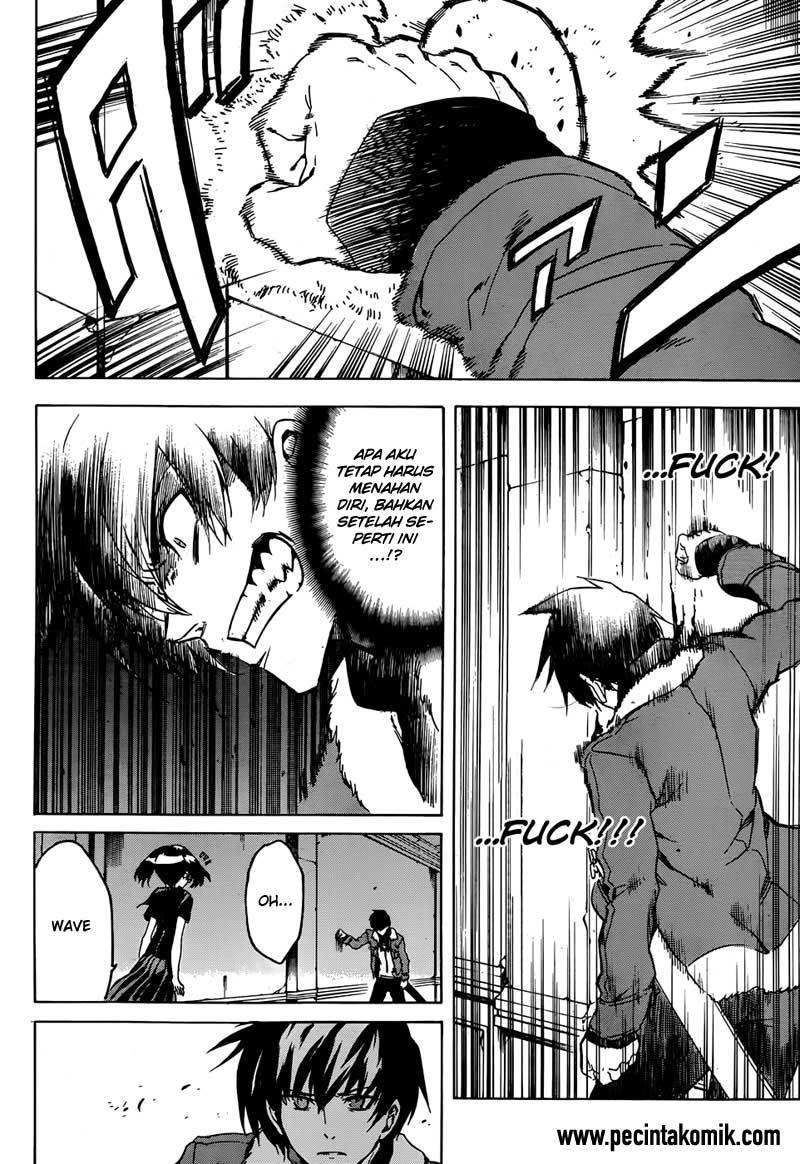 ...FUCK!
...FUCK!!!
APA AKU
TETAP HARUS
MENAHAN
DIRI, BAHKAN
SETELAH SE-
PERTI INI
...!?
OH...
WAVE
www.pecintakomik.com